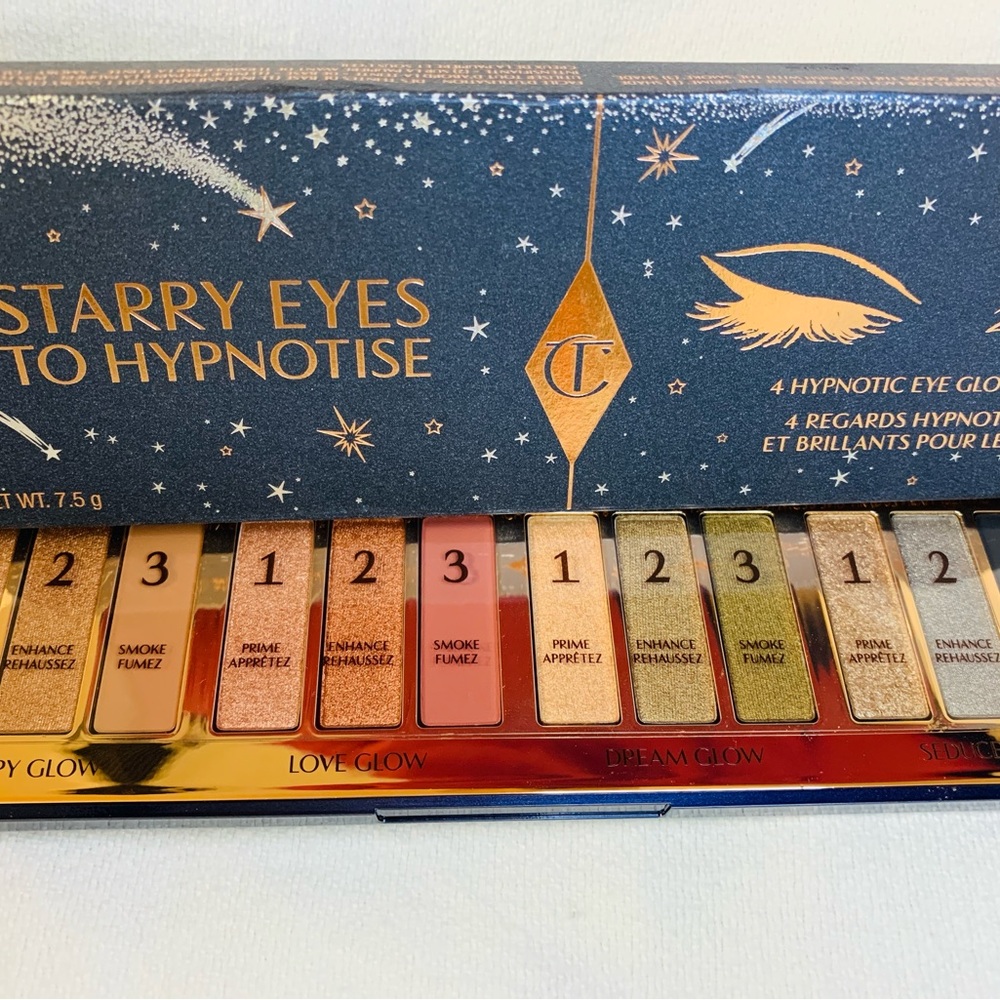 STARRY EYES
TO HYPNOTISE
CT
4 HYPNOTIC EYE GLO
4 REGARDS HYPNOT
ET BRILLANTS POUR LE
ET WT. 7.5 g
2
ENHANCE
REHAUSSEZ
3
SMOKE
FUMEZ
1
PRIME
APPRÊTEZ
2
ENHANCE
REHAUSSEZ
3
SMOKE
FUMEZ
1
PRIME
APPRÊTEZ
2
ENHANCE
REHAUSSEZ
3
SMOKE
FUMEZ
1
PRIME
APPRÊTEZ
2
ENHANCE
REHAUSSEZ
PY GLOW
LOVE GLOW
DREAM GLOW
SEDUCE